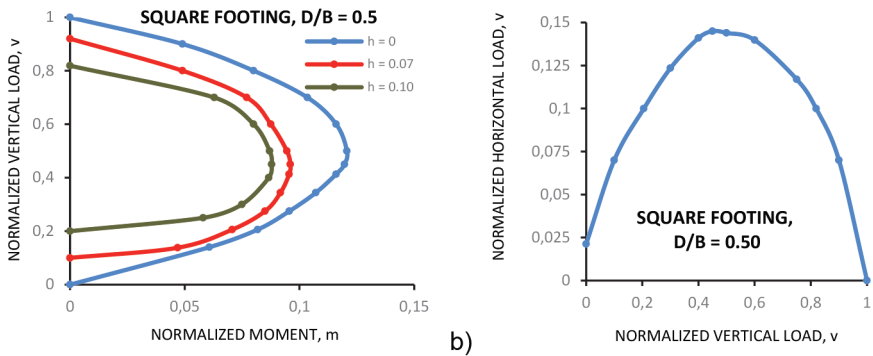 SQUARE FOOTING, D/B = 0.5
h = 0
h = 0.07
h = 0.10
NORMALIZED VERTICAL LOAD, v
1
0,8
0,6
0,4
0,2
0
0
0,05
0,1
0,15
NORMALIZED MOMENT, m
b)
NORMALIZED HORIZONTAL LOAD, v
0,15
0,125
0,1
0,075
0,05
0,025
0
SQUARE FOOTING,
D/B = 0.50
0
0,2
0,4
0,6
0,8
1
NORMALIZED VERTICAL LOAD, v